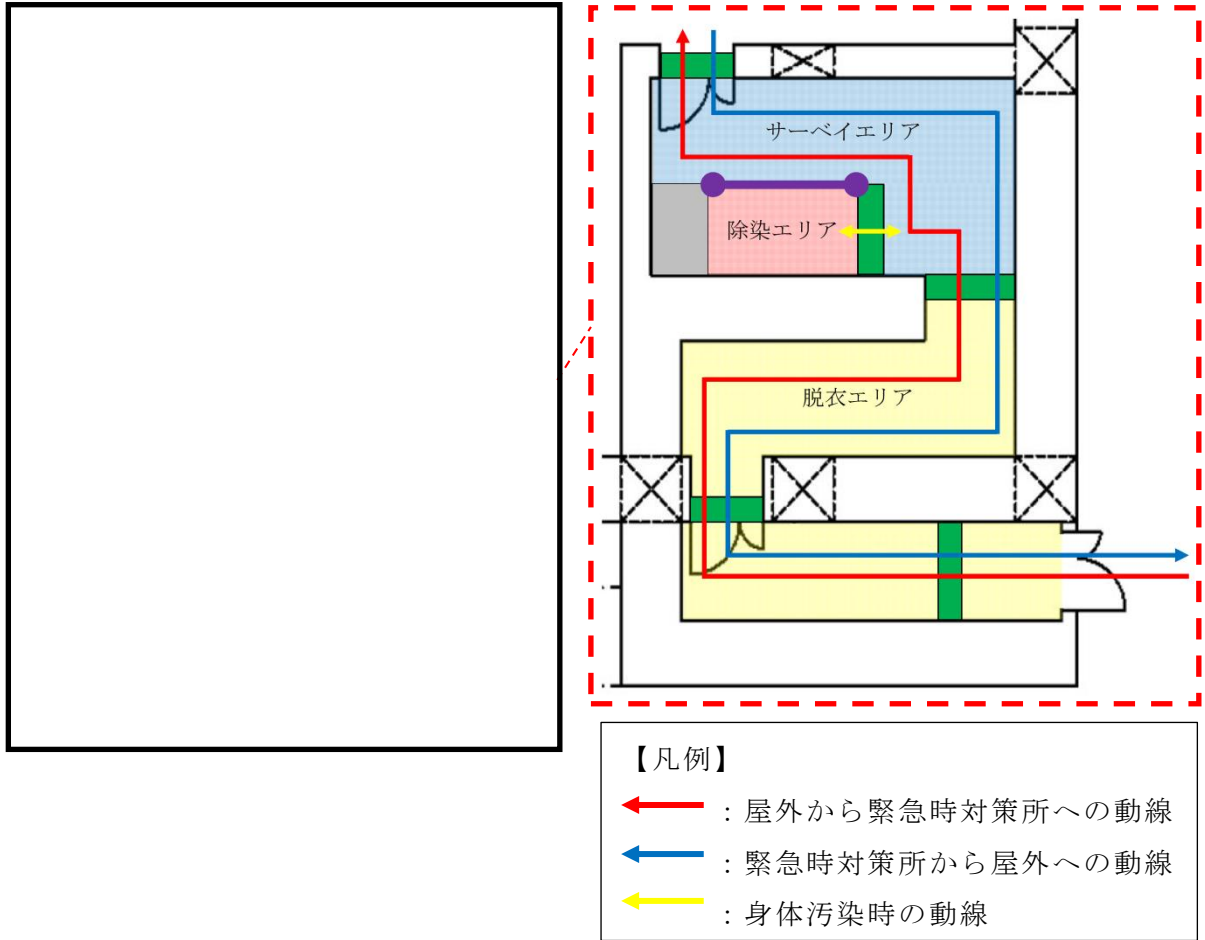 サーベイエリア
除染エリア
脱衣エリア
【凡例】
：屋外から緊急時対策所への動線
：緊急時対策所から屋外への動線
：身体汚染時の動線